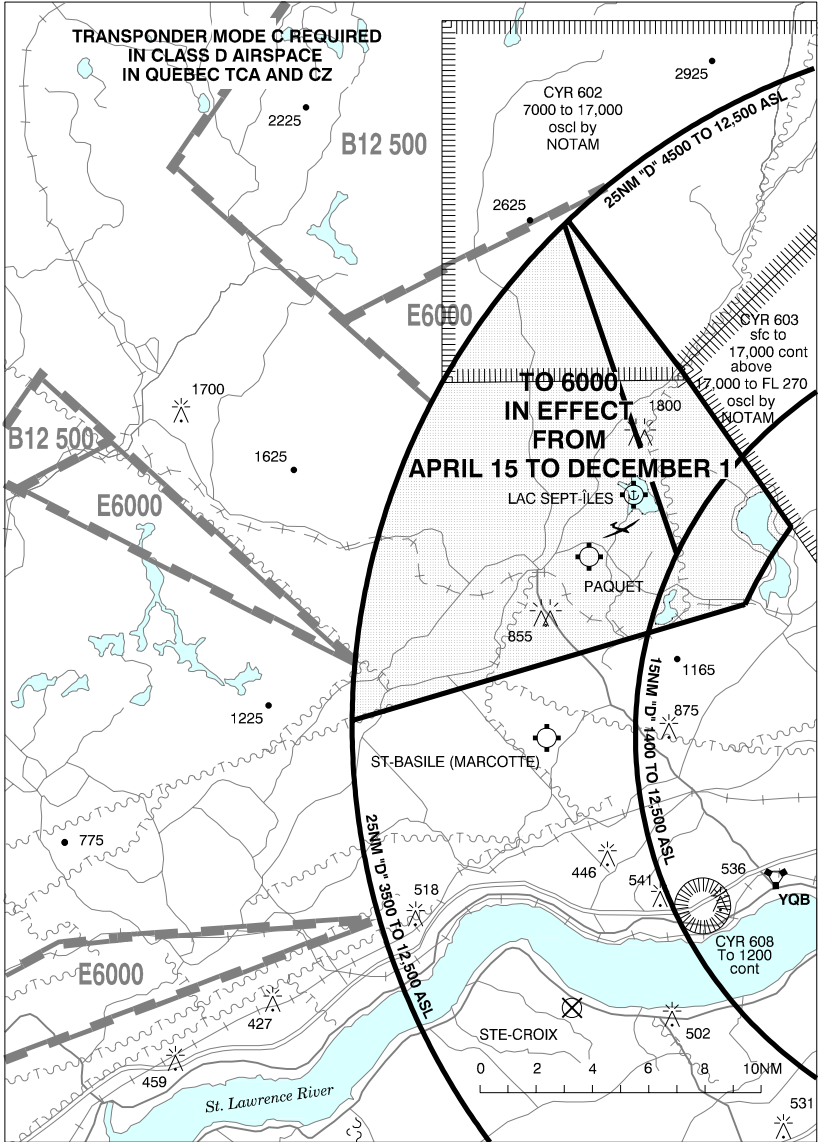 TRANSPONDER MODE C REQUIRED
IN CLASS D AIRSPACE
IN QUEBEC TCA AND CZ
2925
CYR 602
7000 to 17,000
oscl by
NOTAM
2225
B12 500
25NM "D" 4500 TO 12,500 ASL
2625
E6000
CYR 603
sfc to
17,000 cont
above
17,000 to FL 270
oscl by
NOTAM
1700
TO 6000
IN EFFECT
FROM
APRIL 15 TO DECEMBER 1
1800
B12 500
1625
LAC SEPT-ÎLES
E6000
PAQUET
855
1165
15NM "D" 1400 TO 12,500 ASL
875
1225
ST-BASILE (MARCOTTE)
775
25NM "D" 3500 TO 12,500 ASL
446
541
536
518
YQB
CYR 608
To 1200
cont
E6000
427
STE-CROIX
502
459
0 2 4 6 8 10NM
St. Lawrence River
531